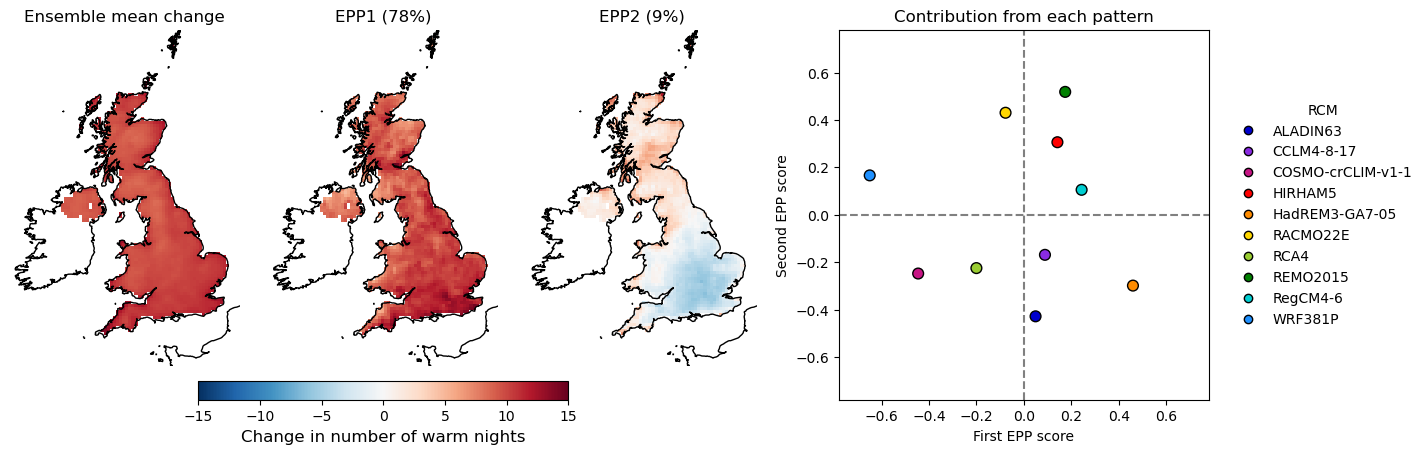 Ensemble mean change
EPP1 (78%)
EPP2 (9%)
−15 −10 −5 0 5 10 15
Change in number of warm nights
Contribution from each pattern
Second EPP score
0.6
0.4
0.2
0.0
−0.2
−0.4
−0.6
−0.6 −0.4 −0.2 0.0 0.2 0.4 0.6
First EPP score
RCM
ALADIN63
CCLM4-8-17
COSMO-crCLIM-v1-1
HIRHAM5
HadREM3-GA7-05
RACMO22E
RCA4
REMO2015
RegCM4-6
WRF381P